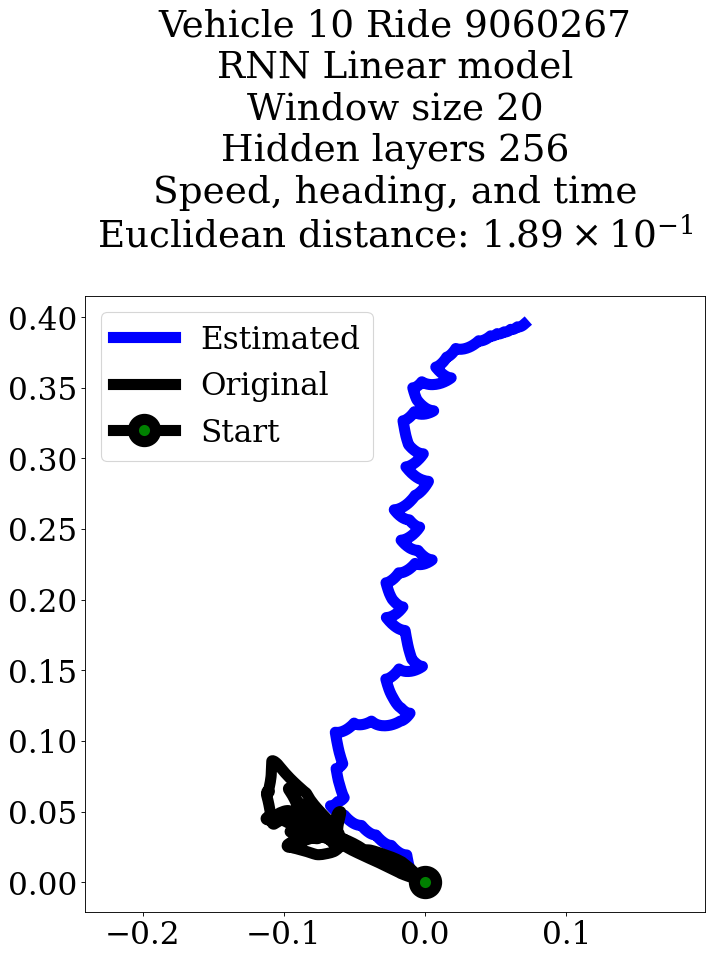 Vehicle 10 Ride 9060267
RNN Linear model
Window size 20
Hidden layers 256
Speed, heading, and time
Euclidean distance: 1.89 × 10⁻¹
Estimated
Original
Start
0.40
0.35
0.30
0.25
0.20
0.15
0.10
0.05
0.00
−0.2 −0.1 0.0 0.1